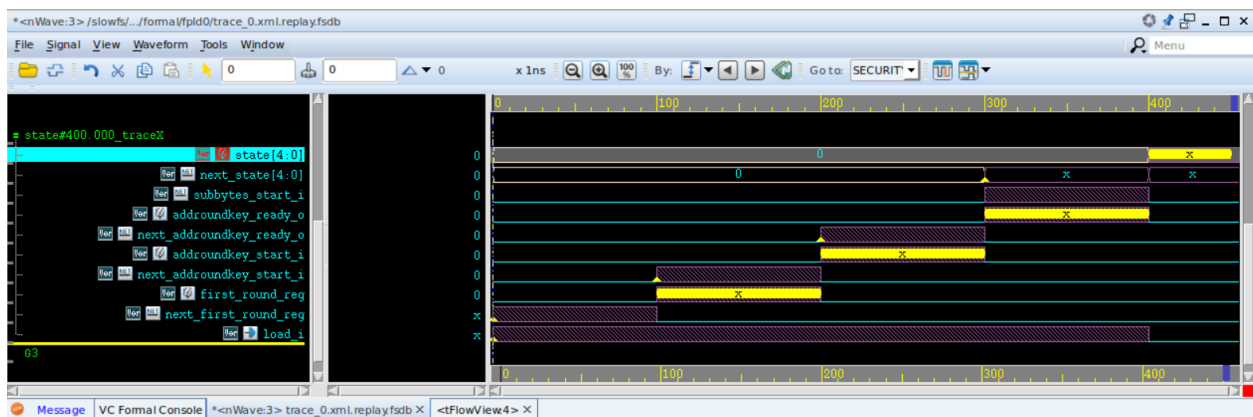 *<nWave:3> /slowfs/.../formal/fpld0/trace_0.xml.replay.fsdb
File Signal View Waveform Tools Window Menu
0 0 0 x 1ns 100 % By: Go to: SECURIT
0 100 200 300 400
state#400.000_traceX
state[4:0] 0 0 x
next_state[4:0] 0 0 x x
subbytes_start_i 0
addroundkey_ready_o 0 x
next_addroundkey_ready_o 0
addroundkey_start_i 0 x
next_addroundkey_start_i 0
first_round_reg 0 x
next_first_round_reg x
load_i x
G3
0 100 200 300 400
Message VC Formal Console *<nWave:3> trace_0.xml.replay.fsdb X <tFlowView:4> X